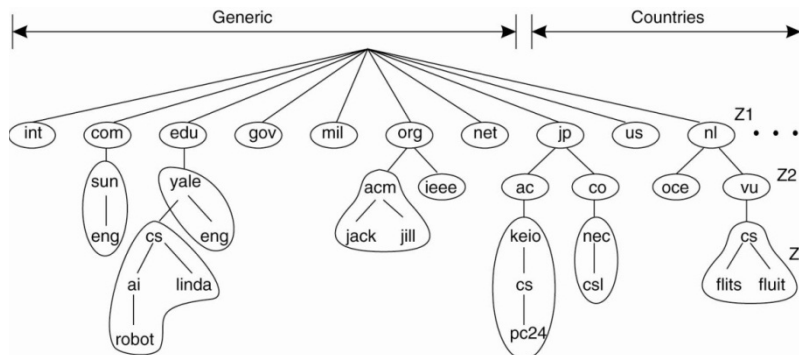 Generic Countries
Z1
int com edu gov mil org net jp us nl
Z2
sun yale acm ieee ac co oce vu
eng eng jack jill keio nec cs Z
cs
ai linda cs csl flits fluit
robot pc24